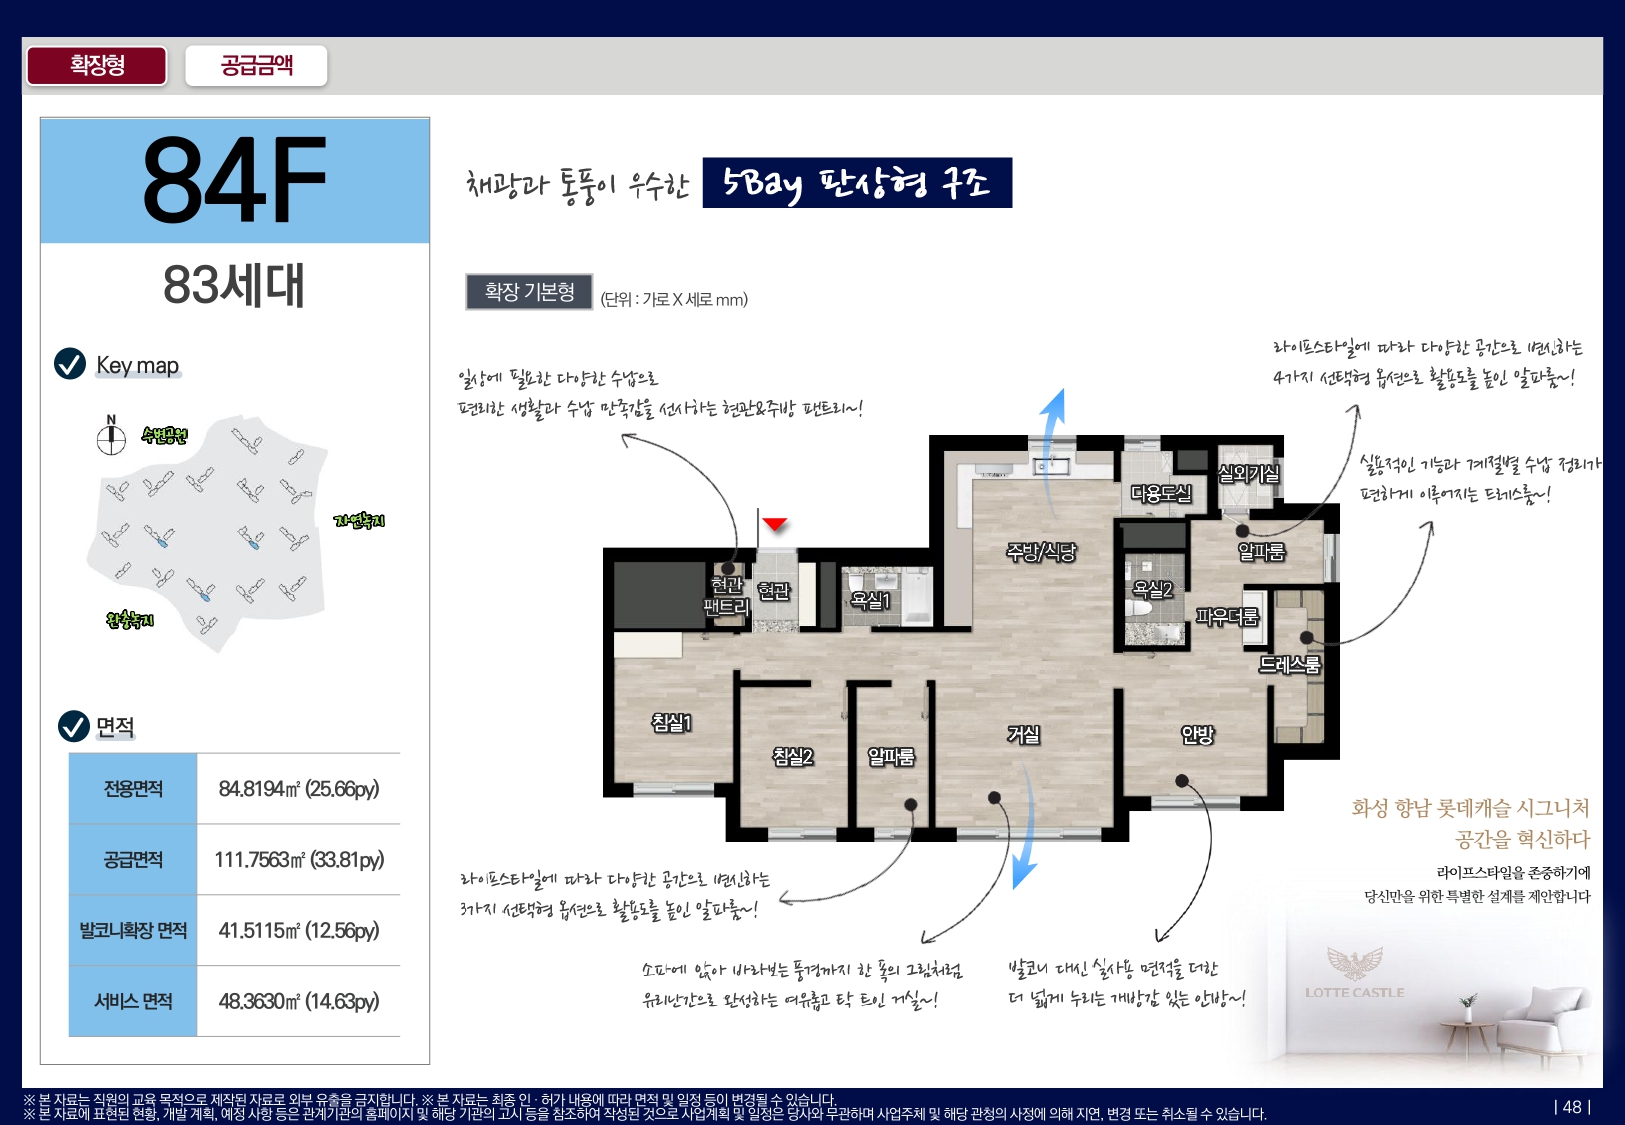 확장형
공급금액
84F
83세대
Key map
N
수변공원
자연녹지
완충녹지
면적
전용면적 84.8194㎡ (25.66py)
공급면적 111.7563㎡ (33.81py)
발코니확장 면적 41.5115㎡ (12.56py)
서비스 면적 48.3630㎡ (14.63py)
채광과 통풍이 우수한 5Bay 판상형 구조
확장 기본형 (단위 : 가로 X 세로 mm)
일상에 필요한 다양한 수납으로
편리한 생활과 수납 만족감을 선사하는 현관&주방 팬트리~!
라이프스타일에 따라 다양한 공간으로 변신하는
4가지 선택형 옵션으로 활용도를 높인 알파룸~!
실용적인 기능과 계절별 수납 정리가
편하게 이루어지는 드레스룸~!
실외기실
다용도실
주방/식당
알파룸
현관
팬트리
현관
욕실1
욕실2
파우더룸
드레스룸
침실1
침실2
알파룸
거실
안방
라이프스타일에 따라 다양한 공간으로 변신하는
3가지 선택형 옵션으로 활용도를 높인 알파룸~!
소파에 앉아 바라보는 풍경까지 한 폭의 그림처럼
유리난간으로 완성하는 여유롭고 탁 트인 거실~!
발코니 대신 실사용 면적을 더한
더 넓게 누리는 개방감 있는 안방~!
화성 향남 롯데캐슬 시그니처
공간을 혁신하다
라이프스타일을 존중하기에
당신만을 위한 특별한 설계를 제안합니다
LOTTE CASTLE
※ 본 자료는 직원의 교육 목적으로 제작된 자료로 외부 유출을 금지합니다. ※ 본 자료는 최종 인 · 허가 내용에 따라 면적 및 일정 등이 변경될 수 있습니다.
※ 본 자료에 표현된 현황, 개발 계획, 예정 사항 등은 관계기관의 홈페이지 및 해당 기관의 고시 등을 참조하여 작성된 것으로 사업계획 및 일정은 당사와 무관하며 사업주체 및 해당 관청의 사정에 의해 지연, 변경 또는 취소될 수 있습니다.
| 48 |